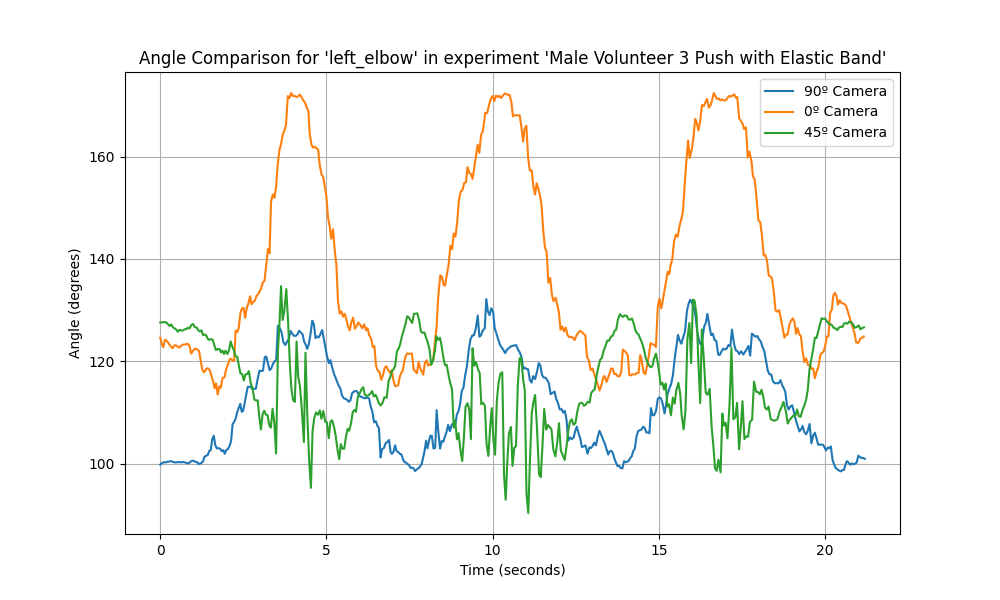 Angle Comparison for 'left_elbow' in experiment 'Male Volunteer 3 Push with Elastic Band'
90º Camera
0º Camera
45º Camera
160
140
120
100
Angle (degrees)
0 5 10 15 20
Time (seconds)